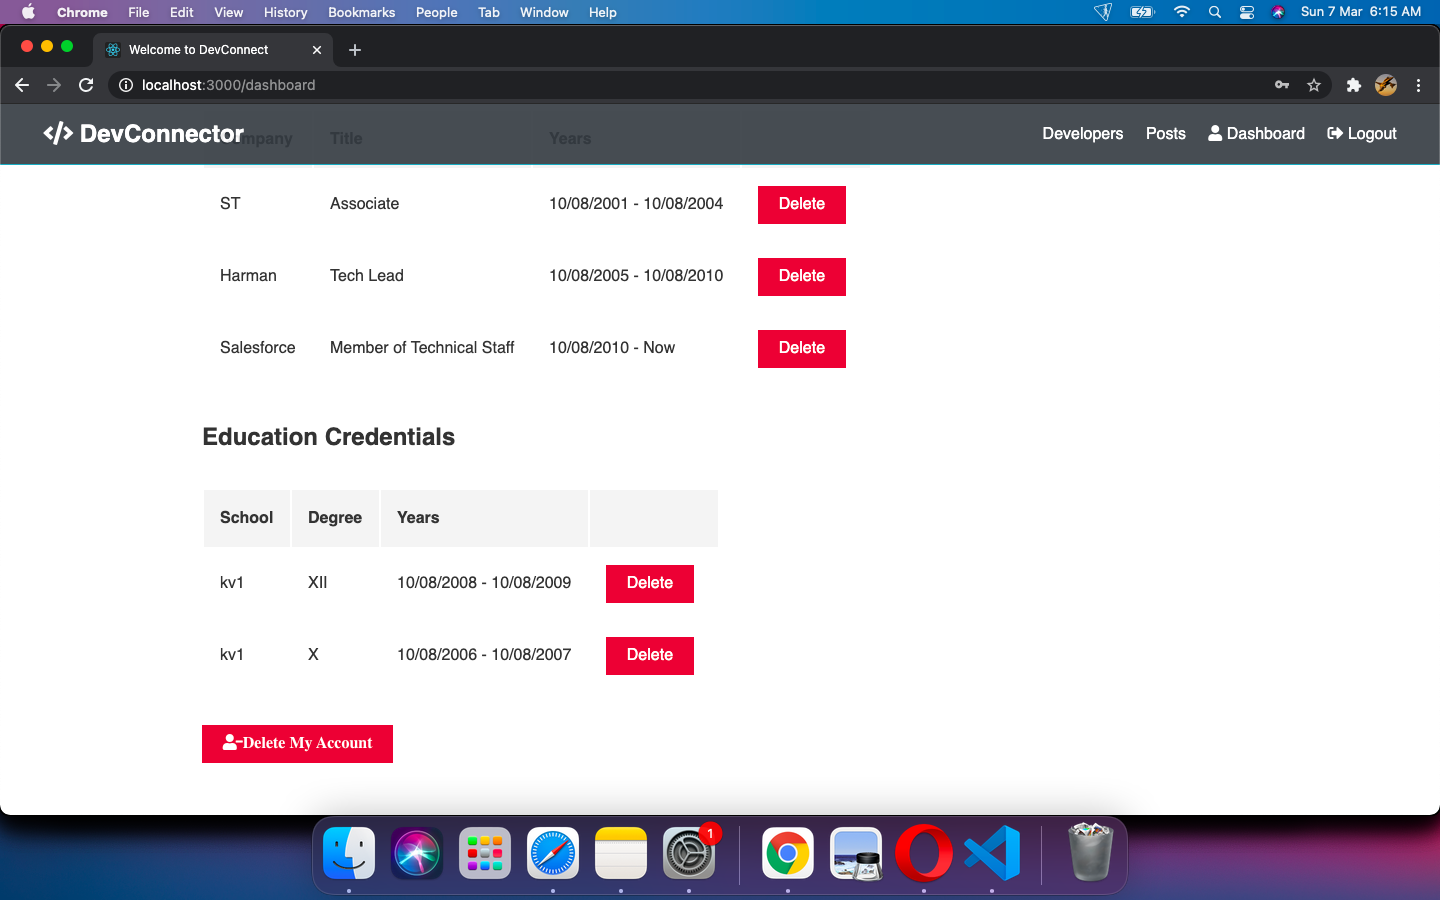 Chrome File Edit View History Bookmarks People Tab Window Help Sun 7 Mar 6:15 AM
Welcome to DevConnect
localhost:3000/dashboard
</> DevConnector Developers Posts Dashboard Logout
Company Title Years
ST Associate 10/08/2001 - 10/08/2004 Delete
Harman Tech Lead 10/08/2005 - 10/08/2010 Delete
Salesforce Member of Technical Staff 10/08/2010 - Now Delete
Education Credentials
School Degree Years
kv1 XII 10/08/2008 - 10/08/2009 Delete
kv1 X 10/08/2006 - 10/08/2007 Delete
Delete My Account
1